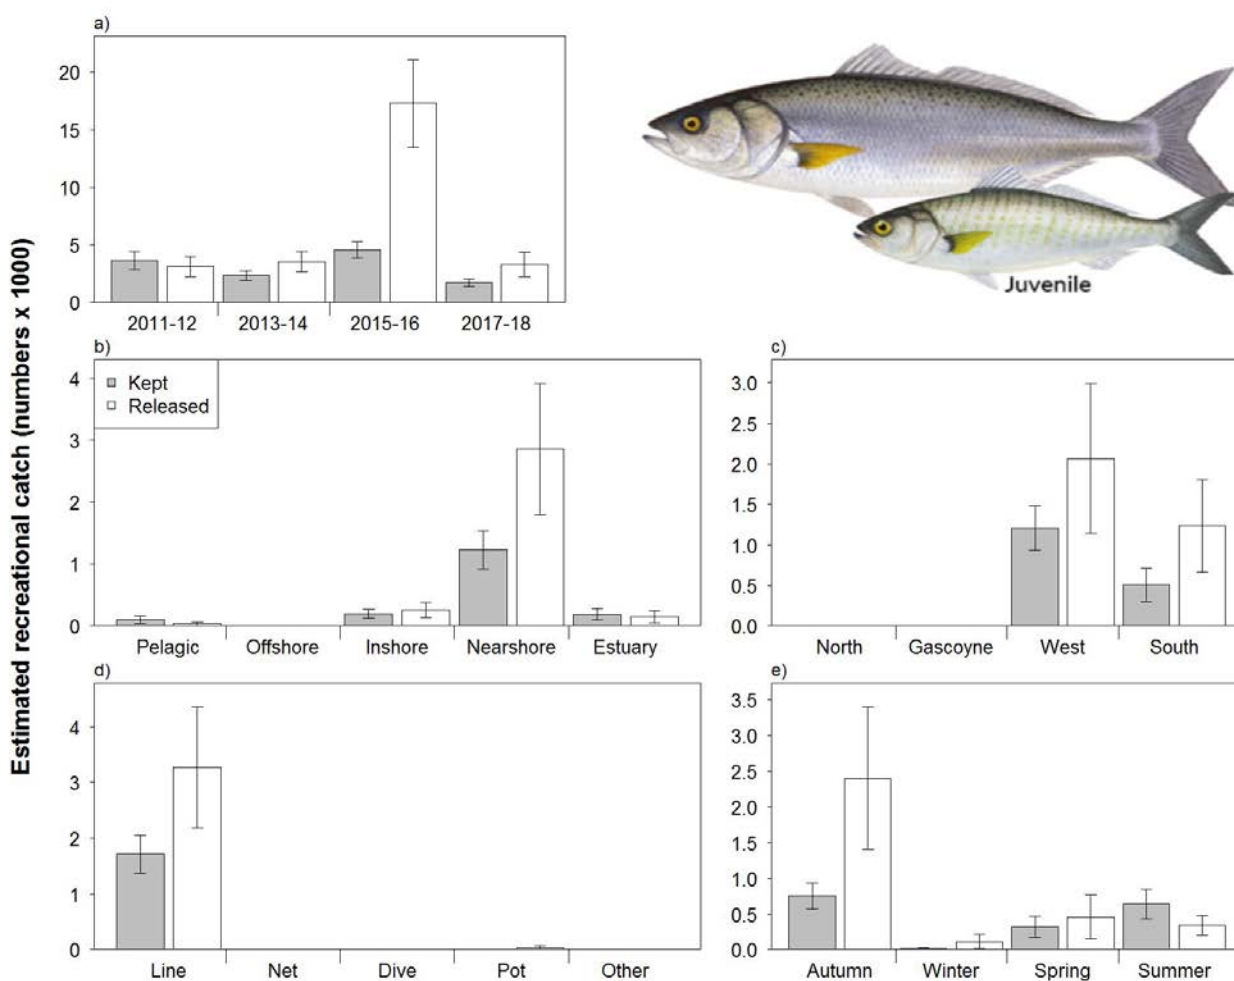 a)
20
15
10
5
0
2011-12 2013-14 2015-16 2017-18
Juvenile
Estimated recreational catch (numbers x 1000)
b)
Kept
Released
4
3
2
1
0
Pelagic Offshore Inshore Nearshore Estuary
c)
3.0
2.5
2.0
1.5
1.0
0.5
0.0
North Gascoyne West South
d)
4
3
2
1
0
Line Net Dive Pot Other
e)
3.5
3.0
2.5
2.0
1.5
1.0
0.5
0.0
Autumn Winter Spring Summer